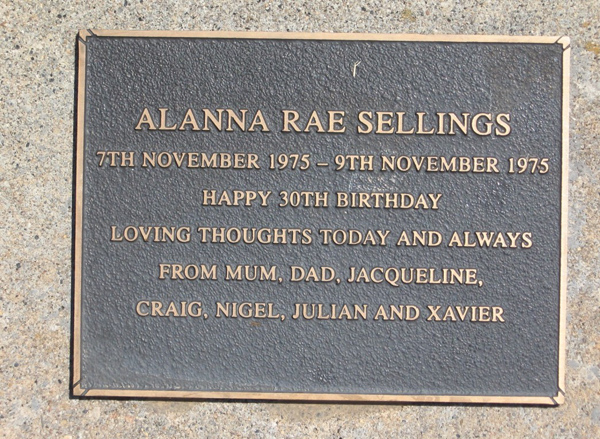 ALANNA RAE SELLINGS
7TH NOVEMBER 1975 – 9TH NOVEMBER 1975
HAPPY 30TH BIRTHDAY
LOVING THOUGHTS TODAY AND ALWAYS
FROM MUM, DAD, JACQUELINE,
CRAIG, NIGEL, JULIAN AND XAVIER